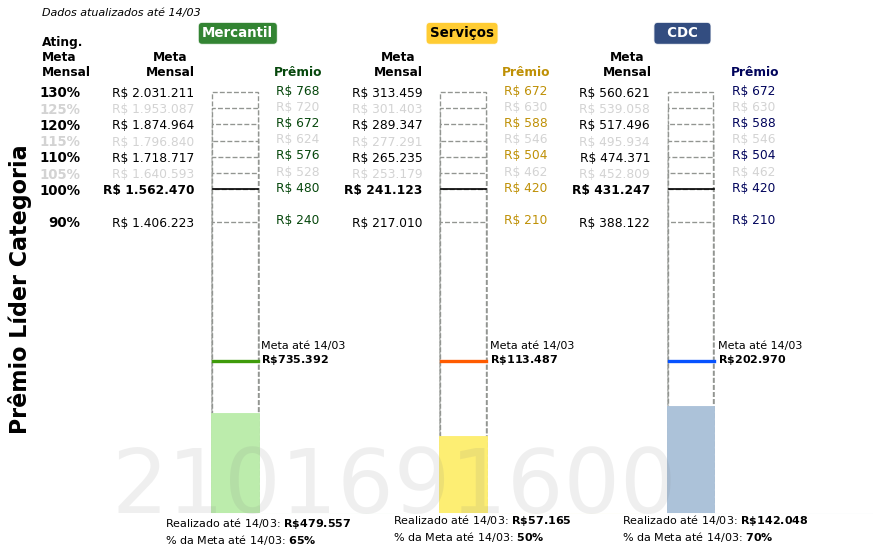 Dados atualizados até 14/03
Mercantil Serviços CDC
Ating. Meta Mensal
Meta Mensal Prêmio Meta Mensal Prêmio Meta Mensal Prêmio
130% R$ 2.031.211 R$ 768 R$ 313.459 R$ 672 R$ 560.621 R$ 672
125% R$ 1.953.087 R$ 720 R$ 301.403 R$ 630 R$ 539.058 R$ 630
120% R$ 1.874.964 R$ 672 R$ 289.347 R$ 588 R$ 517.496 R$ 588
115% R$ 1.796.840 R$ 624 R$ 277.291 R$ 546 R$ 495.934 R$ 546
110% R$ 1.718.717 R$ 576 R$ 265.235 R$ 504 R$ 474.371 R$ 504
105% R$ 1.640.593 R$ 528 R$ 253.179 R$ 462 R$ 452.809 R$ 462
100% R$ 1.562.470 R$ 480 R$ 241.123 R$ 420 R$ 431.247 R$ 420
90% R$ 1.406.223 R$ 240 R$ 217.010 R$ 210 R$ 388.122 R$ 210
Prêmio Líder Categoria
Meta até 14/03 Meta até 14/03 Meta até 14/03
R$735.392 R$113.487 R$202.970
2101691600
Realizado até 14/03: R$479.557 Realizado até 14/03: R$57.165 Realizado até 14/03: R$142.048
% da Meta até 14/03: 65% % da Meta até 14/03: 50% % da Meta até 14/03: 70%